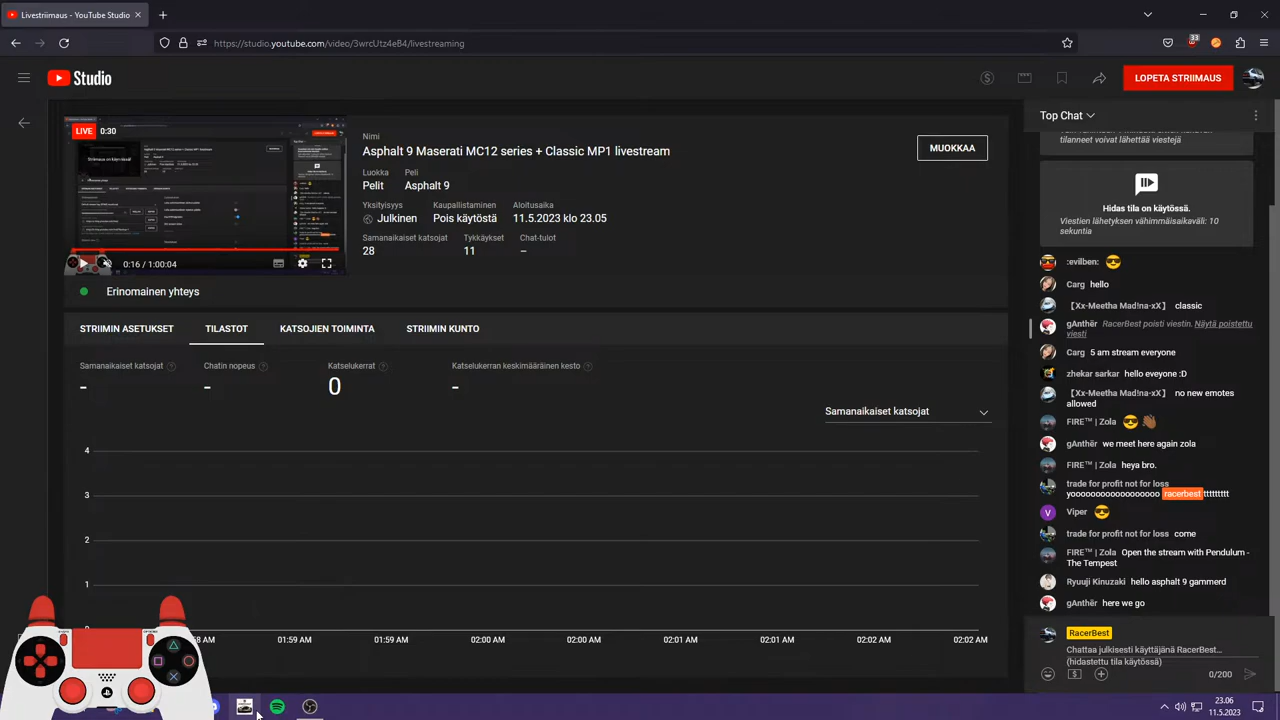 Livestriimaus - YouTube Studio
https://studio.youtube.com/video/3wrcUtz4eB4/livestreaming
33
Studio
LOPETA STRIIMAUS
LIVE 0:30
0:16 / 1:00:04
Nimi
Asphalt 9 Maserati MC12 series - Classic MP1 livestream
MUOKKAA
Luokka Peli
Pelit Asphalt 9
Kaupallistaminen
Julkinen Pois käytöstä 11.5.2023 klo 23.05
Samanaikaiset katsojat Tykkäykset Chatislot
28 11 –
Erinomainen yhteys
STRIIMIN ASETUKSET TILASTOT KATSOJIEN TOIMINTA STRIIMIN KUNTO
Samanaikaiset katsojat Chatin nopeus Katselukerrat Katselukerran keskimääräinen kesto
- - 0 -
Samanaikaiset katsojat
4
3
2
1
AM 01:59 AM 01:59 AM 02:00 AM 02:00 AM 02:01 AM 02:01 AM 02:02 AM 02:02 AM
Top Chat
tilanneet voivat lähettää viestejä
Hidas tila on käytössä.
Viestien lähetyksen vähimmäisaikaväli: 10
sekuntia
:evilben:
Carg hello
【Xx-Meetha Mad!na-xX】 classic
gAnthër RacerBest poisti viestin. Näytä poistettu
viesti
Carg 5 am stream everyone
zhekar sarkar hello eveyone :D
【Xx-Meetha Mad!na-xX】 no new emotes
allowed
FIRE™ | Zola
gAnthër we meet here again zola
FIRE™ | Zola heya bro.
trade for profit not for loss
yoooooooooooooooooo racerbest ttttttttt
Viper
trade for profit not for loss come
FIRE™ | Zola Open the stream with Pendulum -
The Tempest
Ryuuji Kinuzaki hello asphalt 9 gammerd
gAnthër here we go
RacerBest
Chattaa julkisesti käyttäjänä RacerBest...
(hidastettu tila käytössä)
0/200
23.06
11.5.2023